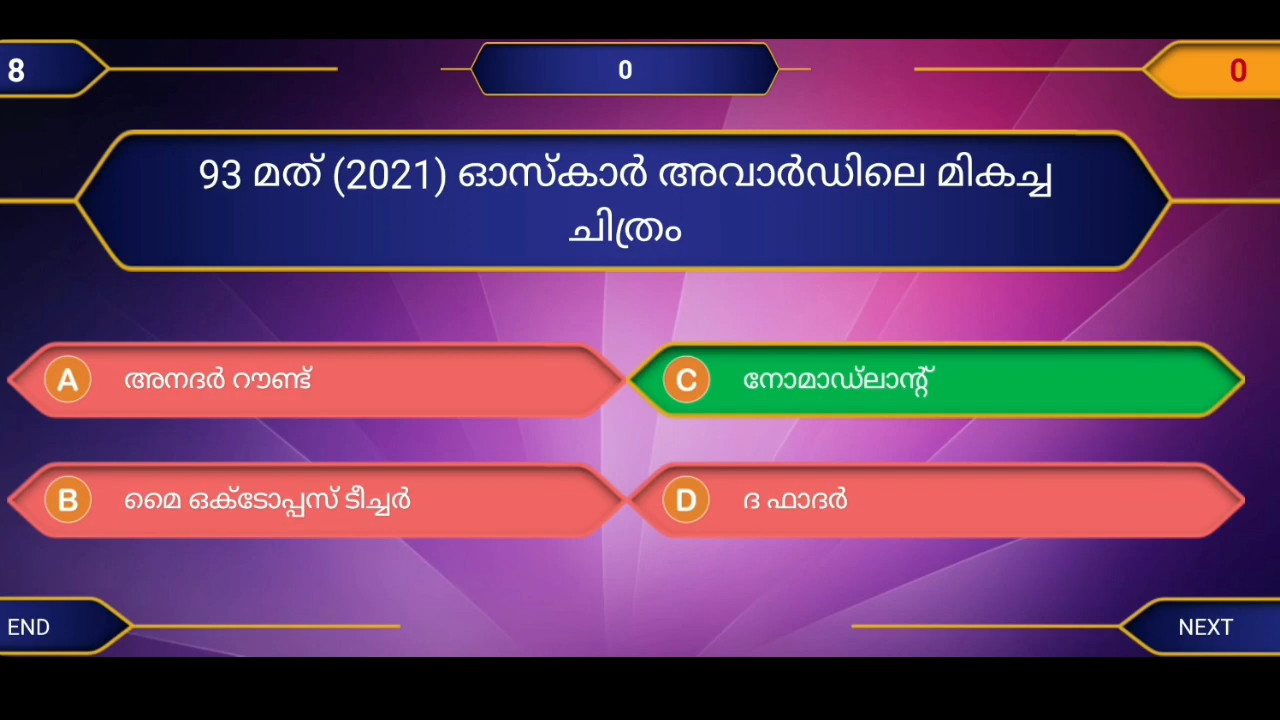 8
0
0
93 മത് (2021) ഓസ്കാർ അവാർഡിലെ മികച്ച
ചിത്രം
A അനദർ റൗണ്ട്
C നോമാഡ്‌ലാന്റ്
B മൈ ഒക്ടോപ്പസ് ടീച്ചർ
D ദ ഫാദർ
END
NEXT